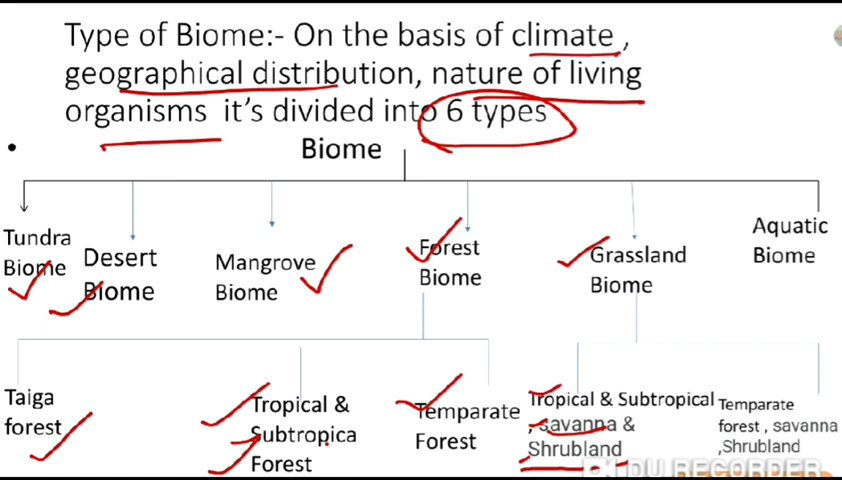 Type of Biome:- On the basis of climate ,
geographical distribution, nature of living
organisms it's divided into 6 types
Biome
Tundra
Biome
Desert
Biome
Mangrove
Biome
Forest
Biome
Grassland
Biome
Aquatic
Biome
Taiga
forest
Tropical &
Subtropica
Forest
Temparate
Forest
Tropical & Subtropical
, savanna &
Shrubland
Temparate
forest , savanna
,Shrubland
DU RECORDER